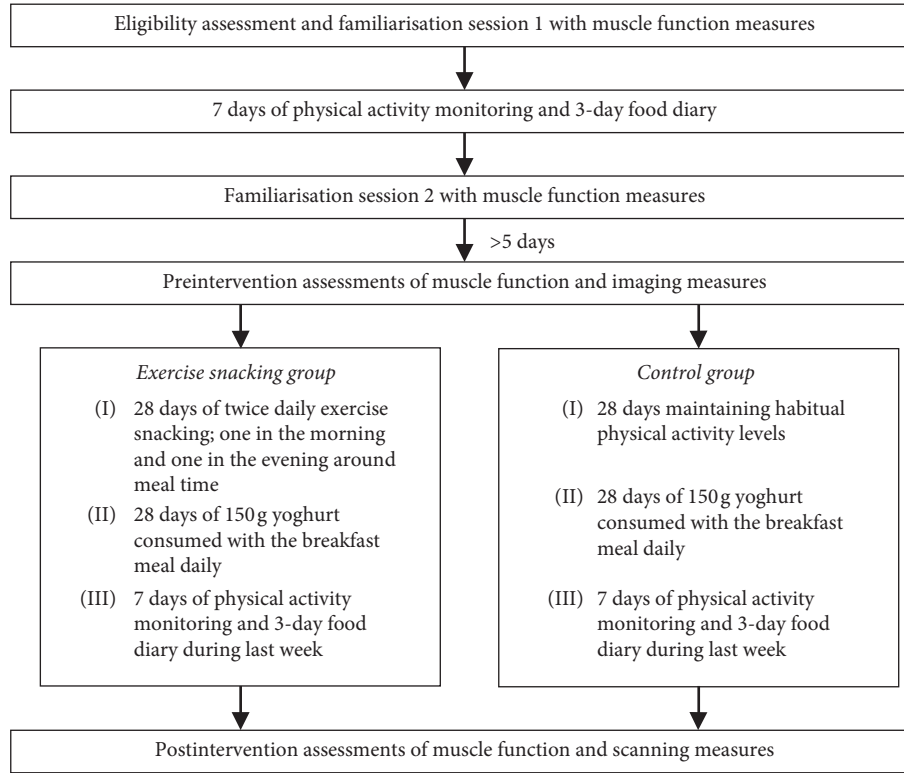 Eligibility assessment and familiarisation session 1 with muscle function measures
7 days of physical activity monitoring and 3-day food diary
Familiarisation session 2 with muscle function measures
>5 days
Preintervention assessments of muscle function and imaging measures
Exercise snacking group
(I) 28 days of twice daily exercise
snacking; one in the morning
and one in the evening around
meal time
(II) 28 days of 150 g yoghurt
consumed with the breakfast
meal daily
(III) 7 days of physical activity
monitoring and 3-day food
diary during last week
Control group
(I) 28 days maintaining habitual
physical activity levels
(II) 28 days of 150 g yoghurt
consumed with the breakfast
meal daily
(III) 7 days of physical activity
monitoring and 3-day food
diary during last week
Postintervention assessments of muscle function and scanning measures